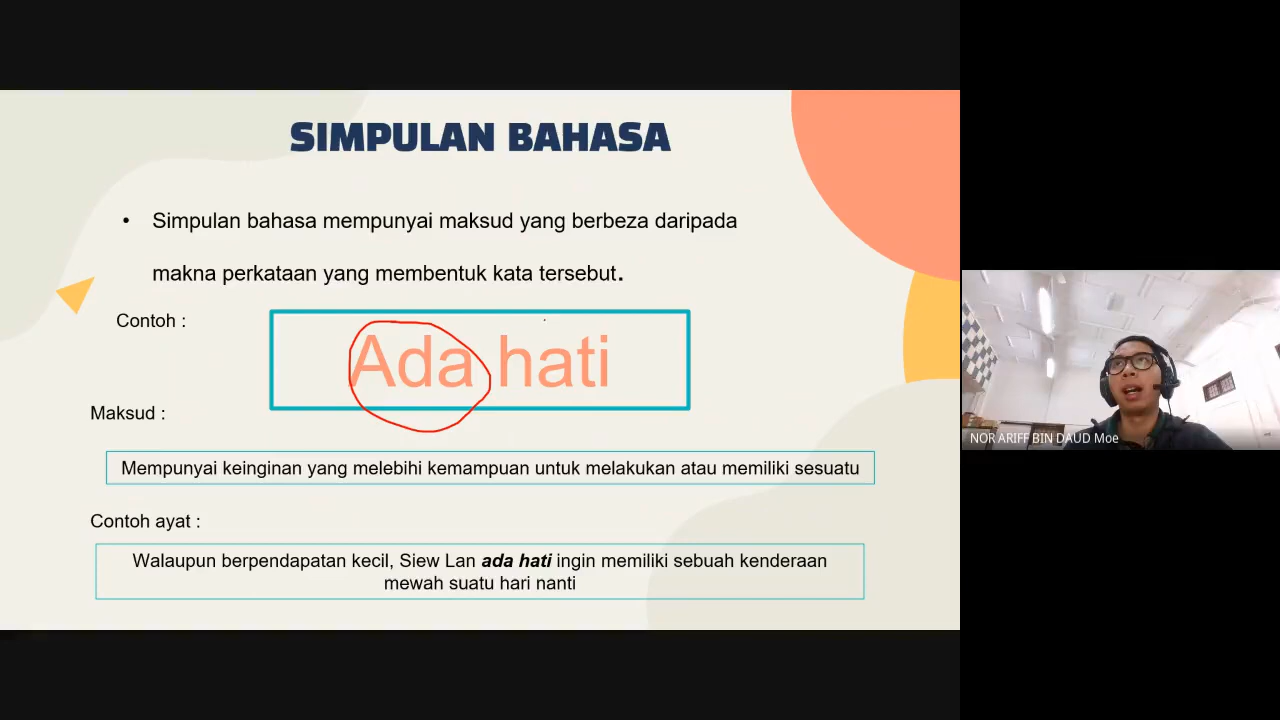 SIMPULAN BAHASA
• Simpulan bahasa mempunyai maksud yang berbeza daripada
makna perkataan yang membentuk kata tersebut.
Contoh :
Ada hati
Maksud :
Mempunyai keinginan yang melebihi kemampuan untuk melakukan atau memiliki sesuatu
Contoh ayat :
Walaupun berpendapatan kecil, Siew Lan ada hati ingin memiliki sebuah kenderaan
mewah suatu hari nanti
NOR ARIFF BIN DAUD Moe